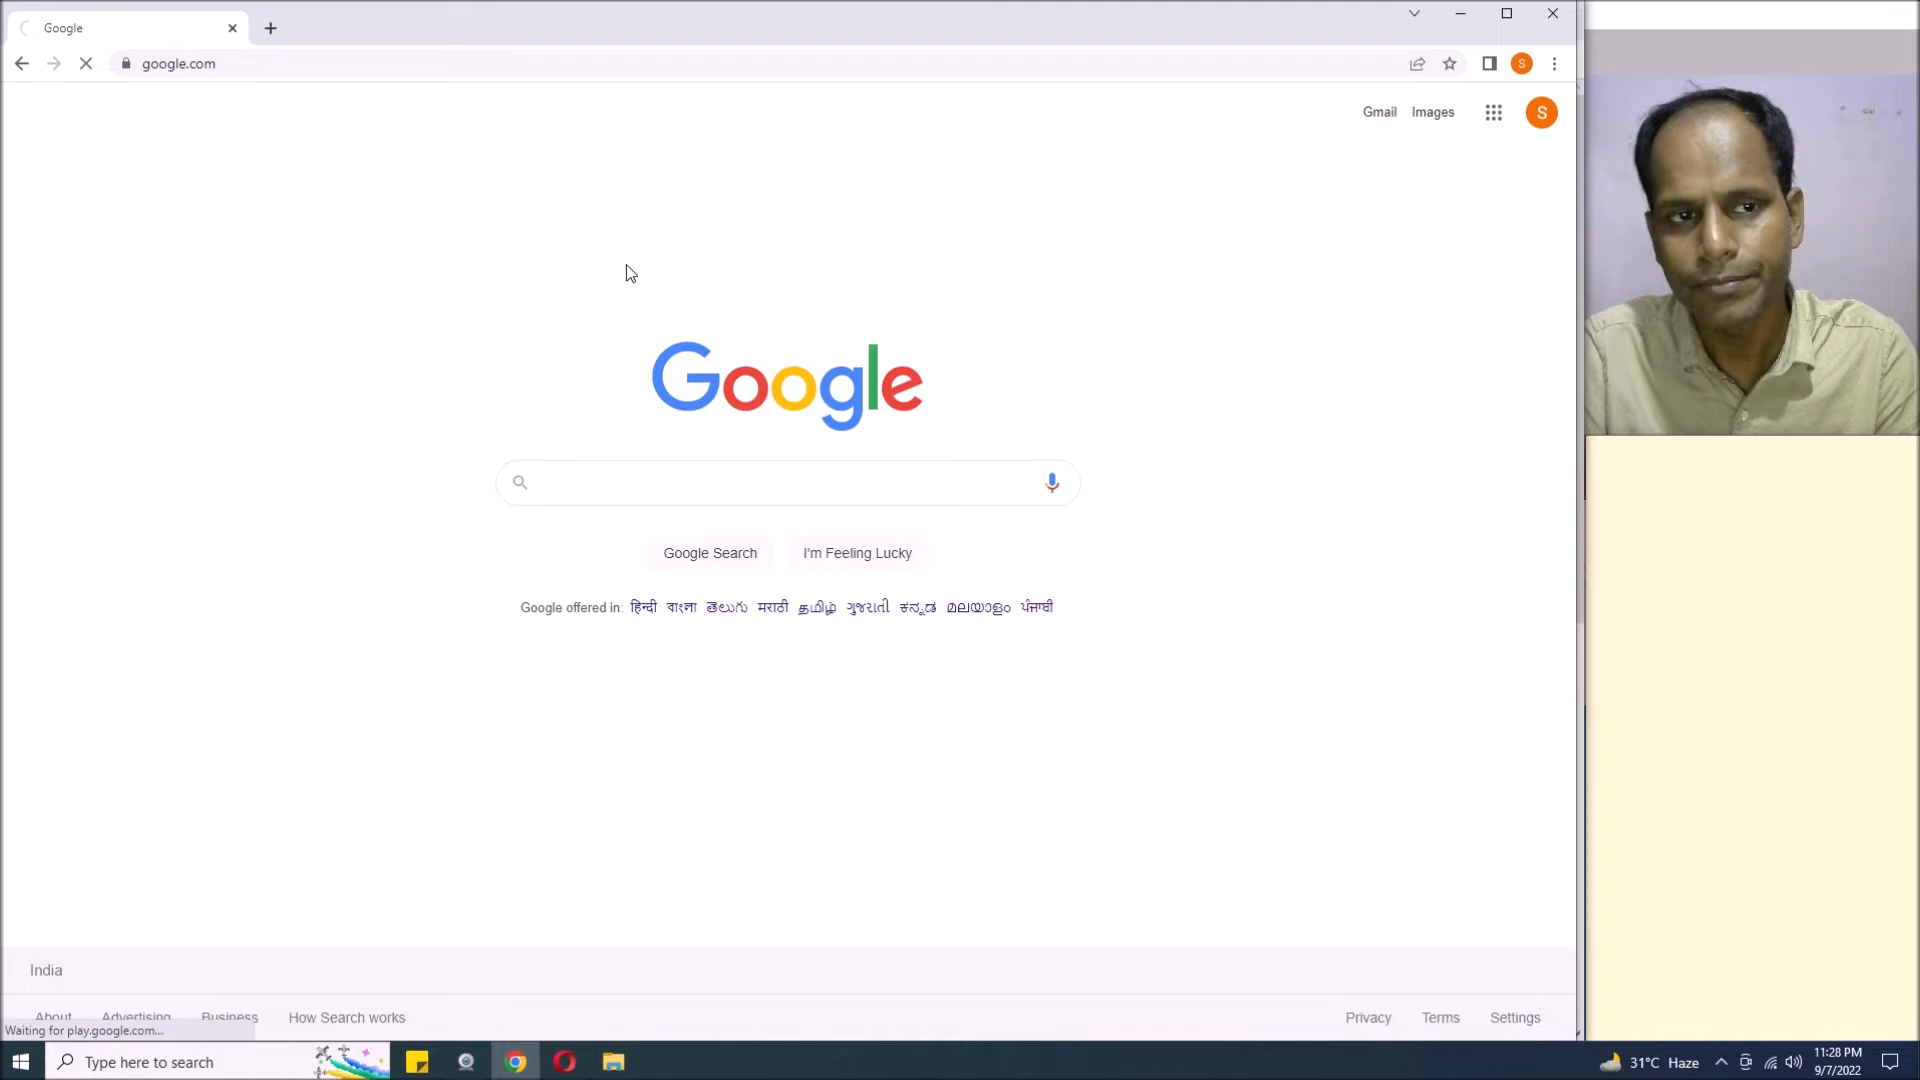 Google
google.com
S
Gmail Images
S
Google
Google Search I'm Feeling Lucky
Google offered in: हिन्दी বাংলা తెలుగు मराठी தமிழ் ગુજરાતી ಕನ್ನಡ മലയാളം ਪੰਜਾਬੀ
India
About Advertising Business How Search works Privacy Terms Settings
Waiting for play.google.com...
Type here to search
31°C Haze
11:28 PM
9/7/2022